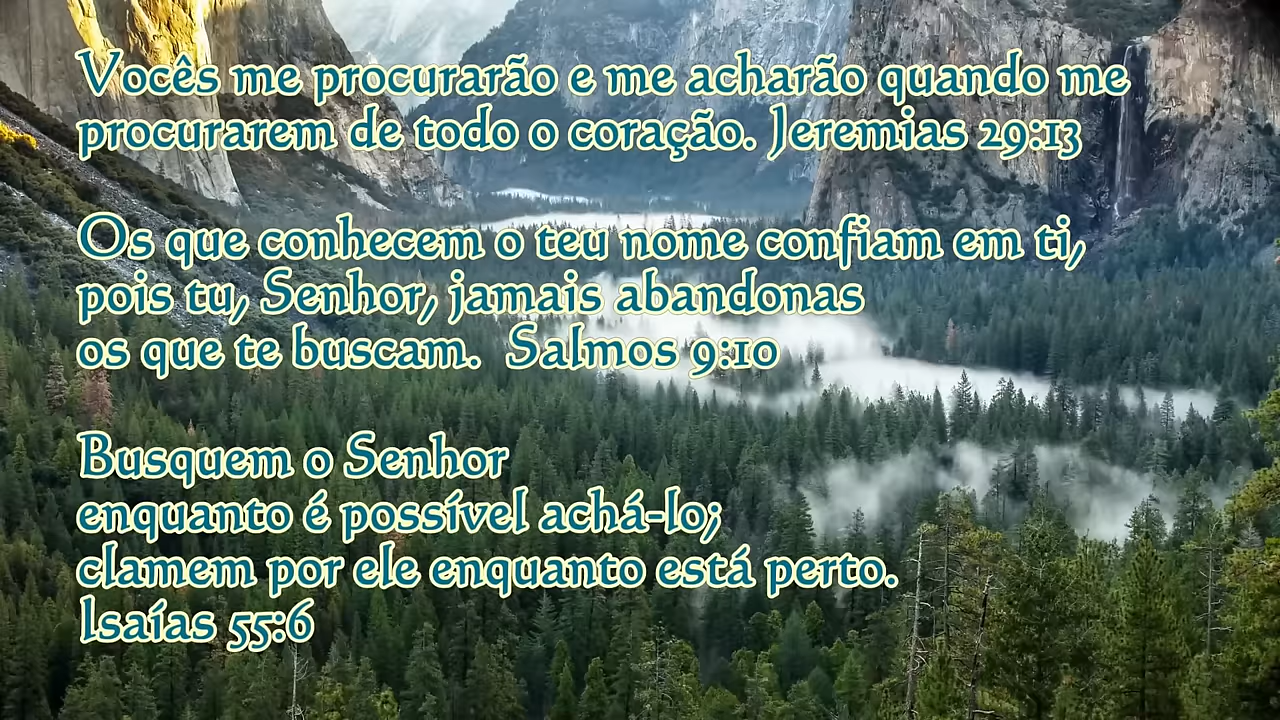 Vocês me procurarão e me acharão quando me
procurarem de todo o coração. Jeremias 29:13
Os que conhecem o teu nome confiam em ti,
pois tu, Senhor, jamais abandonas
os que te buscam. Salmos 9:10
Busquem o Senhor
enquanto é possível achá-lo;
clamem por ele enquanto está perto.
Isaías 55:6